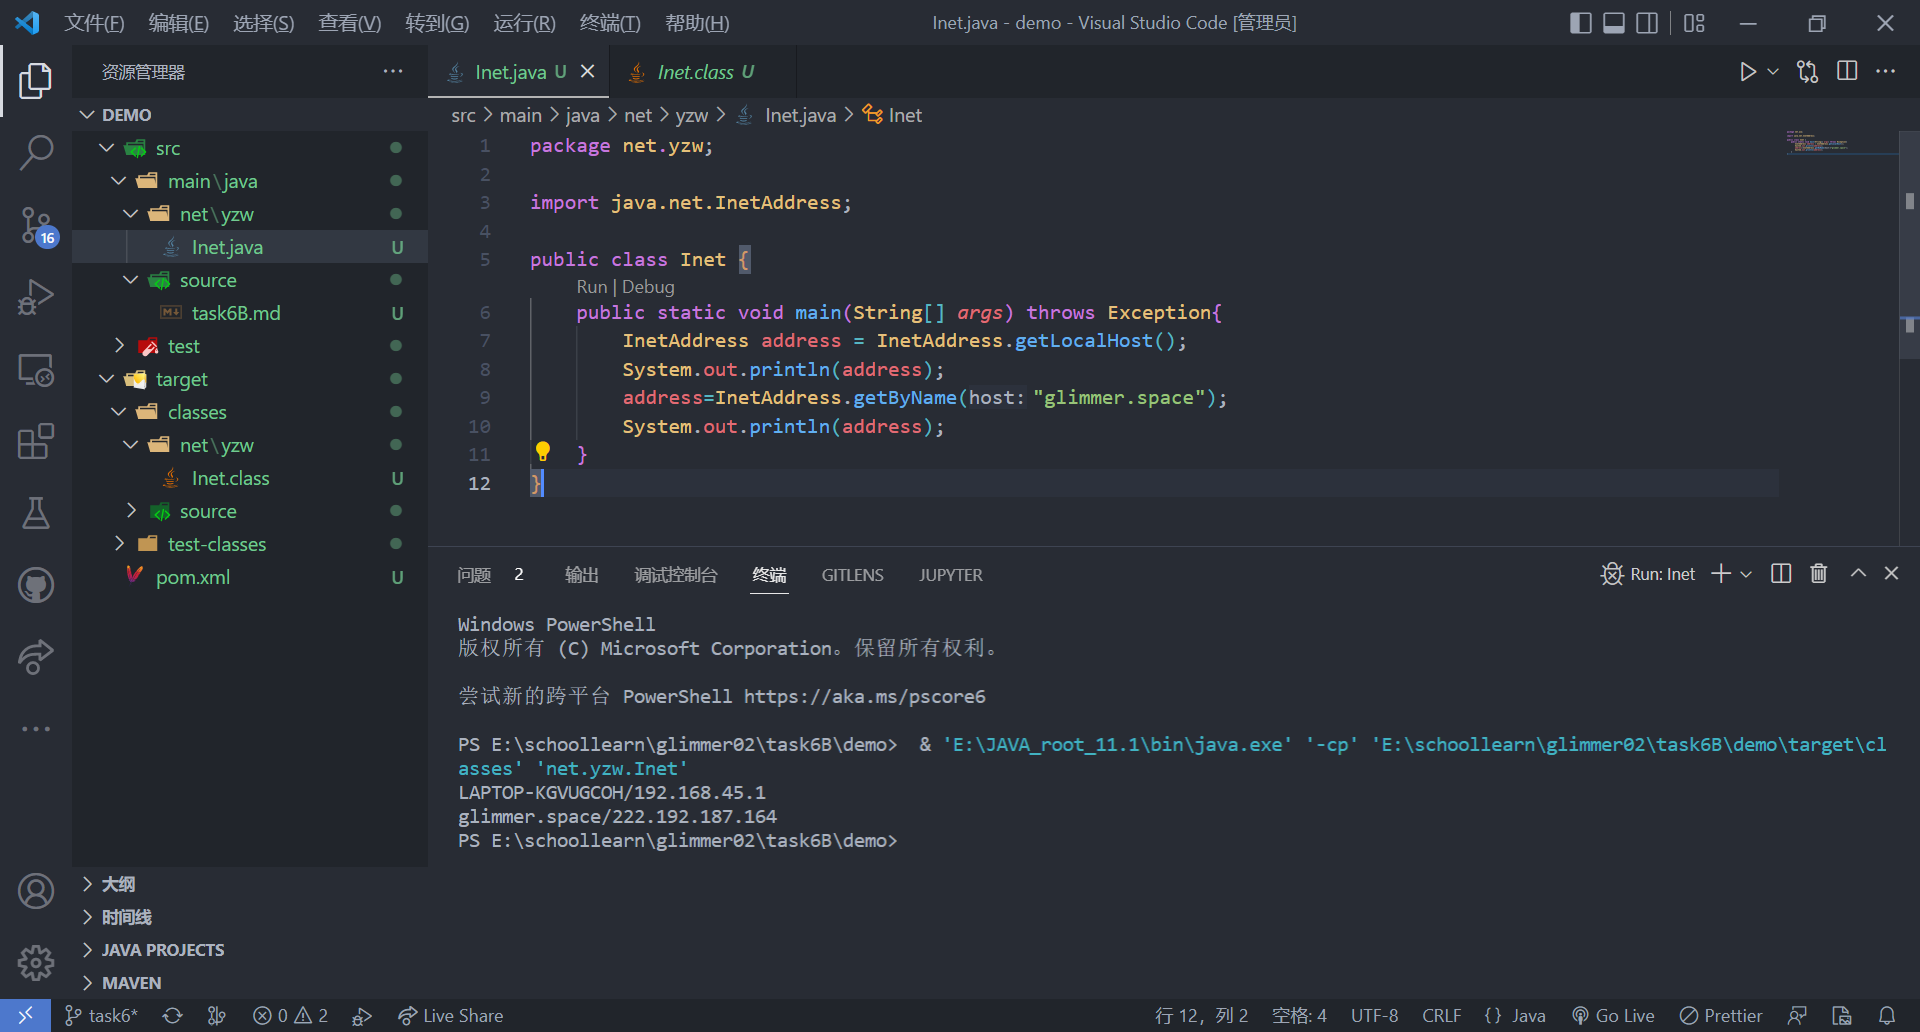 文件(F) 编辑(E) 选择(S) 查看(V) 转到(G) 运行(R) 终端(T) 帮助(H) Inet.java - demo - Visual Studio Code [管理员]
资源管理器
Inet.java U Inet.class U
DEMO
src > main > java > net > yzw > Inet.java > Inet
src
main\java
net\yzw
Inet.java U
source
task6B.md U
test
target
classes
net\yzw
Inet.class U
source
test-classes
pom.xml U
16
大纲
时间线
JAVA PROJECTS
MAVEN
1 package net.yzw;
2
3 import java.net.InetAddress;
4
5 public class Inet {
Run | Debug
6 public static void main(String[] args) throws Exception{
7 InetAddress address = InetAddress.getLocalHost();
8 System.out.println(address);
9 address=InetAddress.getByName(host: "glimmer.space");
10 System.out.println(address);
11 }
12 }
问题 2 输出 调试控制台 终端 GITLENS JUPYTER Run: Inet
Windows PowerShell
版权所有 (C) Microsoft Corporation。保留所有权利。
尝试新的跨平台 PowerShell https://aka.ms/pscore6
PS E:\schoollearn\glimmer02\task6B\demo>  & 'E:\JAVA_root_11.1\bin\java.exe' '-cp' 'E:\schoollearn\glimmer02\task6B\demo\target\cl
asses' 'net.yzw.Inet'
LAPTOP-KGVUGCOH/192.168.45.1
glimmer.space/222.192.187.164
PS E:\schoollearn\glimmer02\task6B\demo>
task6* 0 2 Live Share 行 12，列 2 空格: 4 UTF-8 CRLF {} Java Go Live Prettier